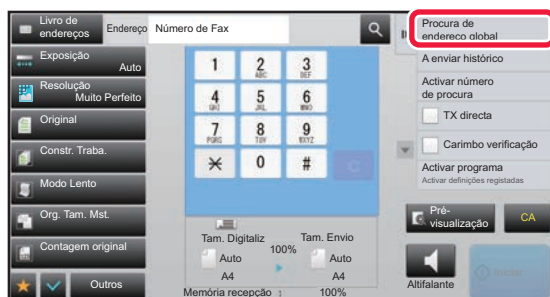 Livro de
endereços
Endereço
Número de Fax
Procura de
endereço global
Exposição
Auto
A enviar histórico
Resolução
Muito Perfeito
Activar número
de procura
Original
TX directa
Constr. Traba.
Carimbo verificação
Modo Lento
Activar programa
Activar definições registadas
Org. Tam. Mst.
Contagem original
Outros
1
2
ABC
3
DEF
4
GHI
5
JKL
6
MNO
7
PQRS
8
TUV
9
WXYZ
0
#
C
Tam. Digitaliz
100%
Tam. Envio
Auto
A4
Auto
A4
Memória recepção :
100%
Pré-
visualização
CA
Altifalante